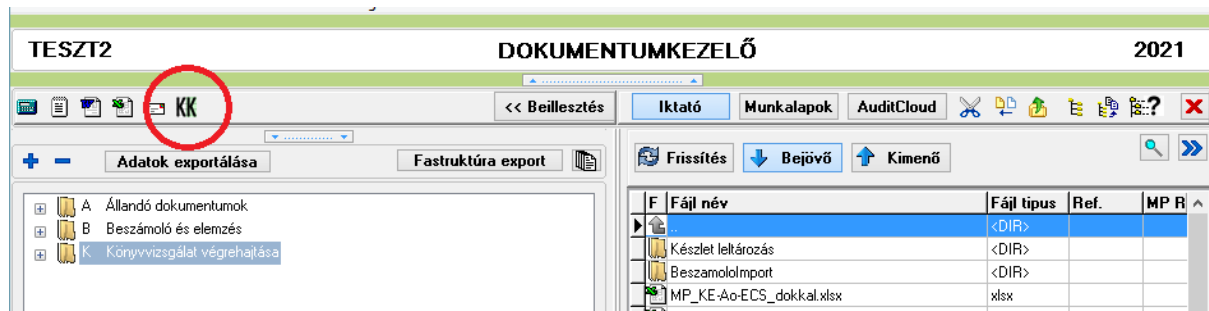 TESZT2 DOKUMENTUMKEZELŐ 2021
KK << Beillesztés Iktató Munkalapok AuditCloud ?
Adatok exportálása Fastruktúra export Frissítés Bejövő Kimenő
F Fájl név Fájl tipus Ref. MP R
.. <DIR>
A Állandó dokumentumok
B Beszámoló és elemzés
K Könyvvizsgálat végrehajtása
Készlet leltározás <DIR>
BeszamoloImport <DIR>
MP_KE-Ao-ECS_dokkal.xlsx xlsx